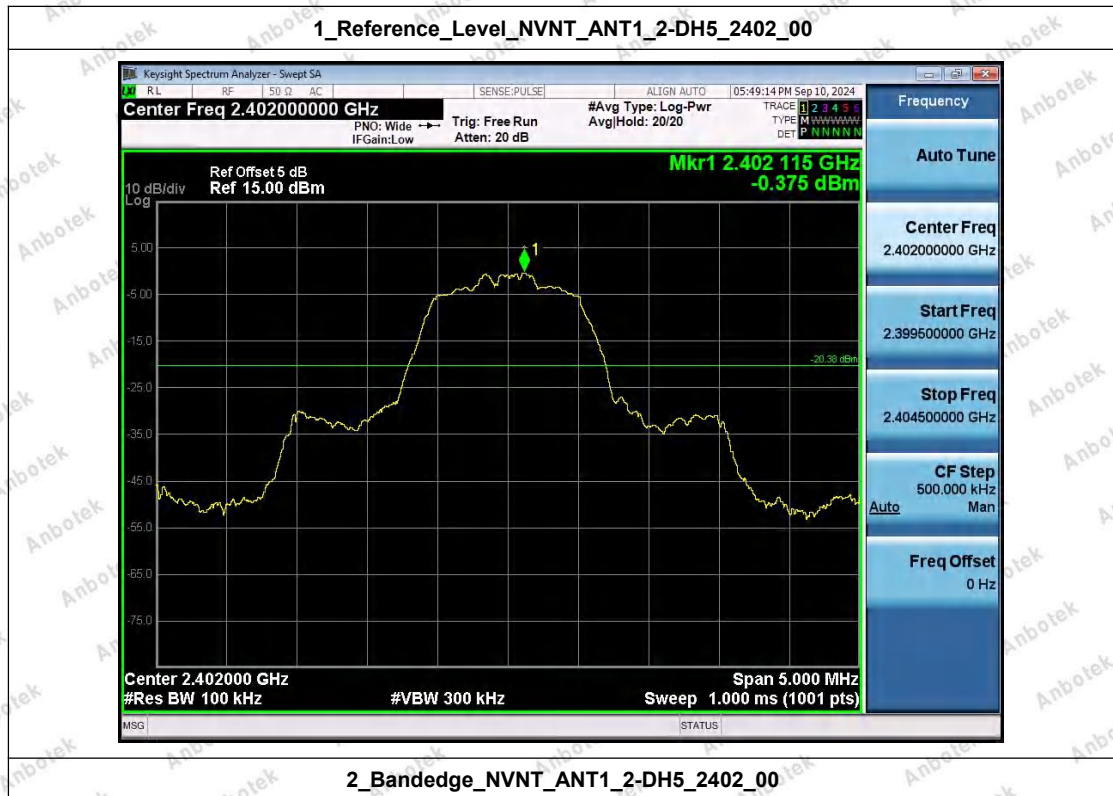 1_Reference_Level_NVNT_ANT1_2-DH5_2402_00
Keysight Spectrum Analyzer - Swept SA
LXI RL RF 50 Ω AC SENSE:PULSE ALIGN AUTO 05:49:14 PM Sep 10, 2024
Center Freq 2.402000000 GHz
PNO: Wide
IFGain:Low
Trig: Free Run
Atten: 20 dB
#Avg Type: Log-Pwr
Avg|Hold: 20/20
TRACE 1 2 3 4 5 6
TYPE M WWWWW
DET P N N N N N
Frequency
Auto Tune
Center Freq
2.402000000 GHz
Start Freq
2.399500000 GHz
Stop Freq
2.404500000 GHz
CF Step
500.000 kHz
Auto Man
Freq Offset
0 Hz
Mkr1 2.402 115 GHz
-0.375 dBm
Ref Offset 5 dB
10 dB/div Ref 15.00 dBm
Log
1
5.00
-5.00
-15.0
-20.38 dBm
-25.0
-35.0
-45.0
-55.0
-65.0
-75.0
Center 2.402000 GHz Span 5.000 MHz
#Res BW 100 kHz #VBW 300 kHz Sweep 1.000 ms (1001 pts)
MSG STATUS
2_Bandedge_NVNT_ANT1_2-DH5_2402_00
Anbotek